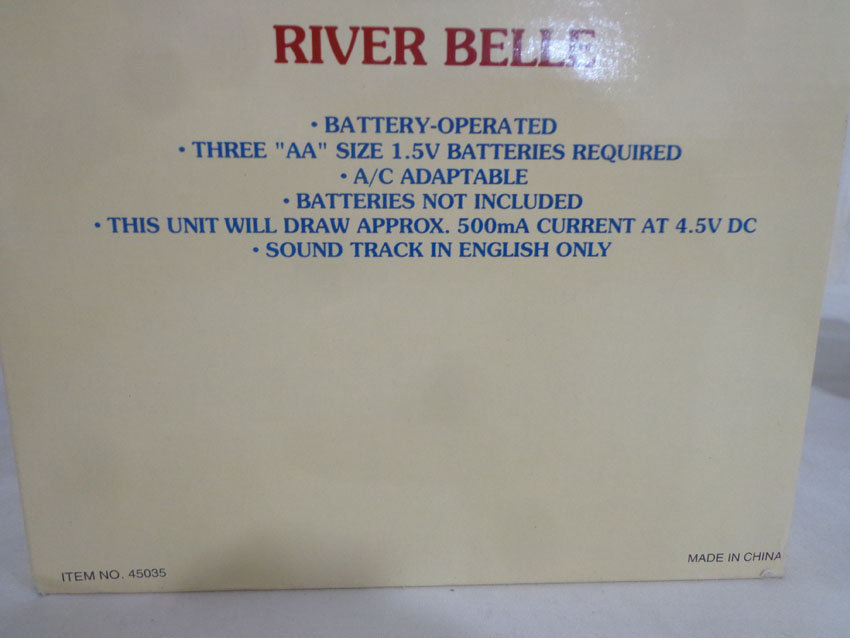 RIVER BELLE
• BATTERY-OPERATED
• THREE "AA" SIZE 1.5V BATTERIES REQUIRED
• A/C ADAPTABLE
• BATTERIES NOT INCLUDED
• THIS UNIT WILL DRAW APPROX. 500mA CURRENT AT 4.5V DC
• SOUND TRACK IN ENGLISH ONLY
MADE IN CHINA
ITEM NO. 45035